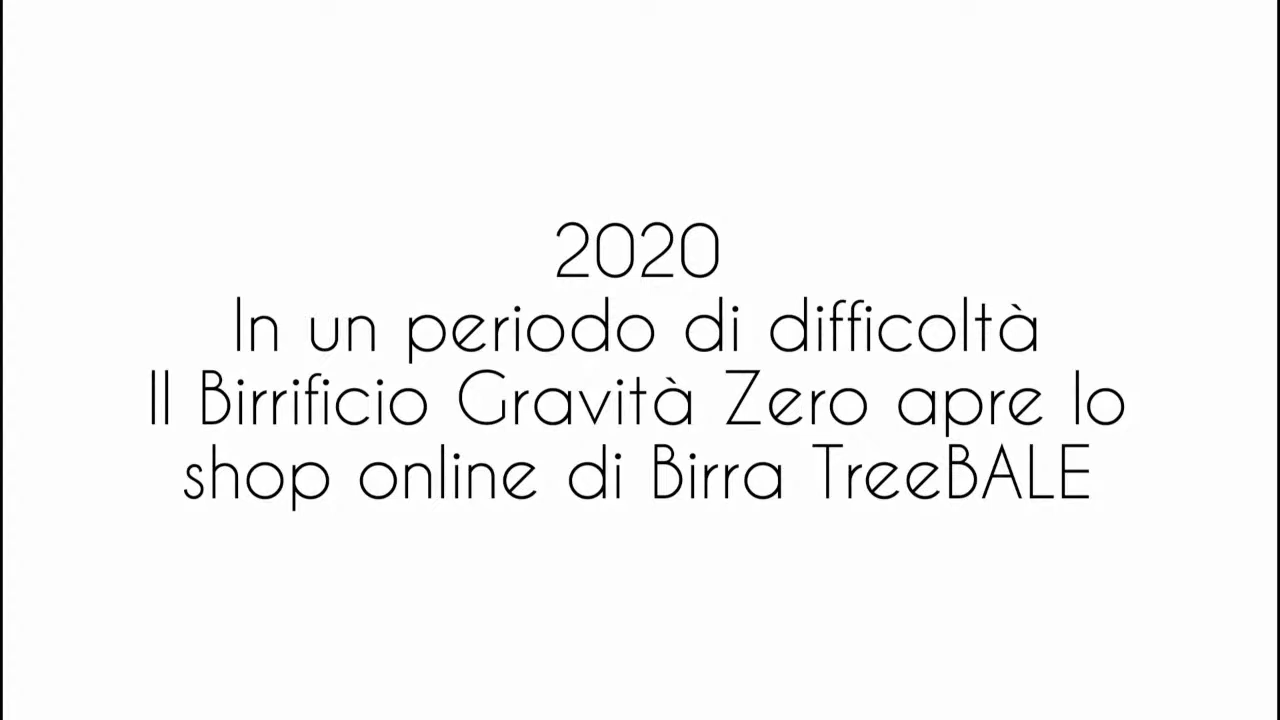 2020
In un periodo di difficoltà
Il Birrificio Gravità Zero apre lo
shop online di Birra TreeBALE